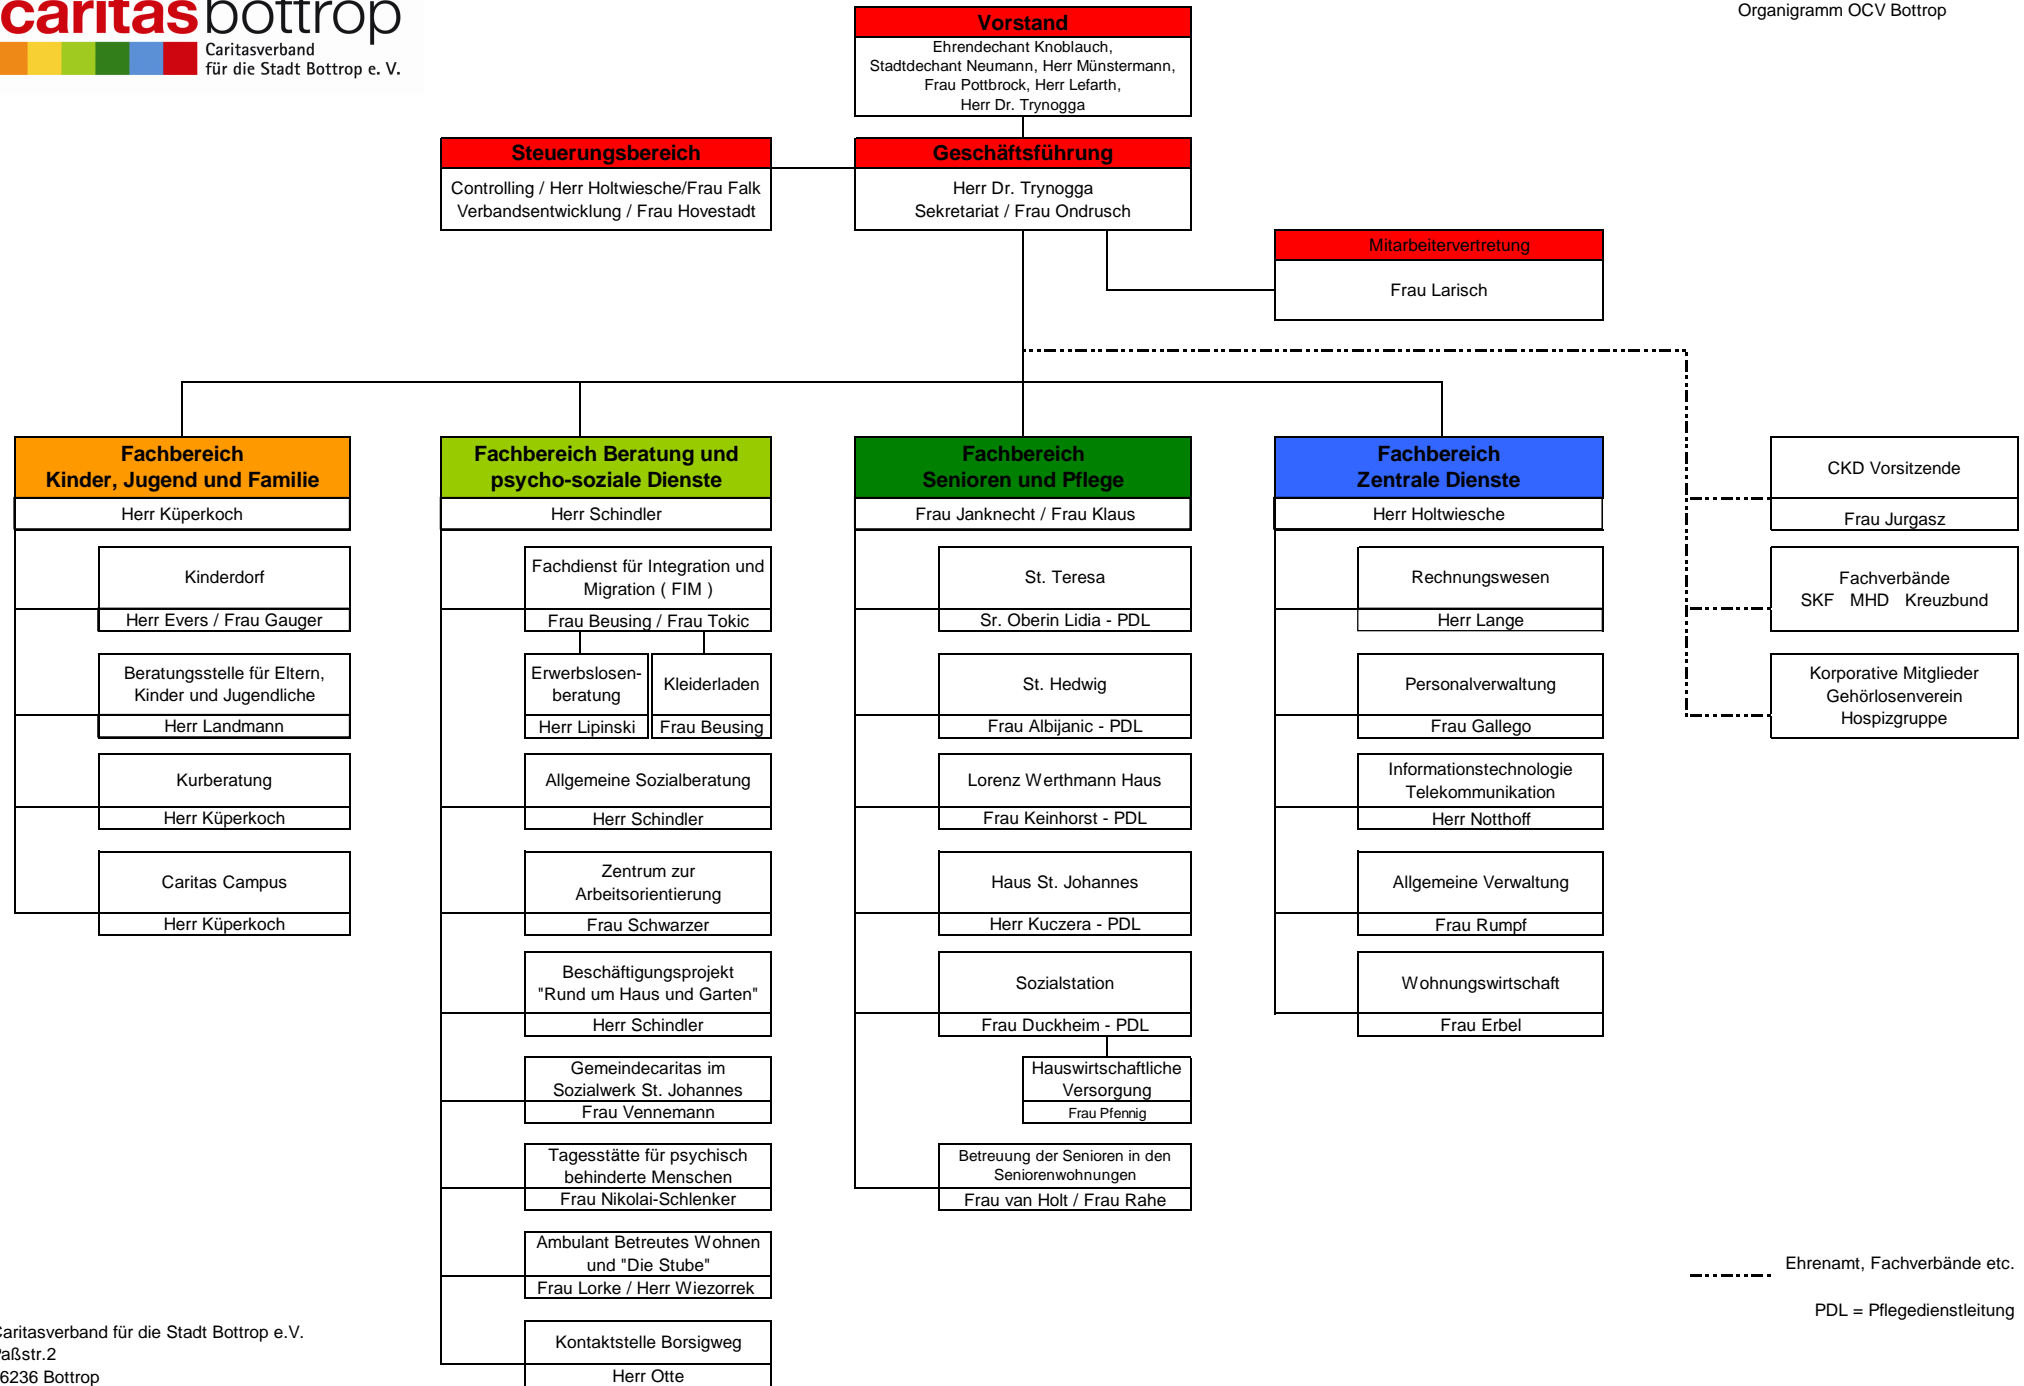 caritas bottrop
Caritasverband
für die Stadt Bottrop e. V.
Organigramm OCV Bottrop
Vorstand
Ehrendechant Knoblauch,
Stadtdechant Neumann, Herr Münstermann,
Frau Pottbrock, Herr Lefarth,
Herr Dr. Trynogga
Steuerungsbereich
Controlling / Herr Holtwiesche/Frau Falk
Verbandsentwicklung / Frau Hovestadt
Geschäftsführung
Herr Dr. Trynogga
Sekretariat / Frau Ondrusch
Mitarbeitervertretung
Frau Larisch
Fachbereich
Kinder, Jugend und Familie
Herr Küperkoch
Kinderdorf
Herr Evers / Frau Gauger
Beratungsstelle für Eltern,
Kinder und Jugendliche
Herr Landmann
Kurberatung
Herr Küperkoch
Caritas Campus
Herr Küperkoch
Fachbereich Beratung und
psycho-soziale Dienste
Herr Schindler
Fachdienst für Integration und
Migration ( FIM )
Frau Beusing / Frau Tokic
Erwerbslosen-
beratung
Herr Lipinski
Kleiderladen
Frau Beusing
Allgemeine Sozialberatung
Herr Schindler
Zentrum zur
Arbeitsorientierung
Frau Schwarzer
Beschäftigungsprojekt
"Rund um Haus und Garten"
Herr Schindler
Gemeindecaritas im
Sozialwerk St. Johannes
Frau Vennemann
Tagesstätte für psychisch
behinderte Menschen
Frau Nikolai-Schlenker
Ambulant Betreutes Wohnen
und "Die Stube"
Frau Lorke / Herr Wiezorrek
Kontaktstelle Borsigweg
Herr Otte
Fachbereich
Senioren und Pflege
Frau Janknecht / Frau Klaus
St. Teresa
Sr. Oberin Lidia - PDL
St. Hedwig
Frau Albijanic - PDL
Lorenz Werthmann Haus
Frau Keinhorst - PDL
Haus St. Johannes
Herr Kuczera - PDL
Sozialstation
Frau Duckheim - PDL
Hauswirtschaftliche
Versorgung
Frau Pfennig
Betreuung der Senioren in den
Seniorenwohnungen
Frau van Holt / Frau Rahe
Fachbereich
Zentrale Dienste
Herr Holtwiesche
Rechnungswesen
Herr Lange
Personalverwaltung
Frau Gallego
Informationstechnologie
Telekommunikation
Herr Notthoff
Allgemeine Verwaltung
Frau Rumpf
Wohnungswirtschaft
Frau Erbel
CKD Vorsitzende
Frau Jurgasz
Fachverbände
SKF MHD Kreuzbund
Korporative Mitglieder
Gehörlosenverein
Hospizgruppe
Ehrenamt, Fachverbände etc.
PDL = Pflegedienstleitung
Caritasverband für die Stadt Bottrop e.V.
Paßstr.2
6236 Bottrop